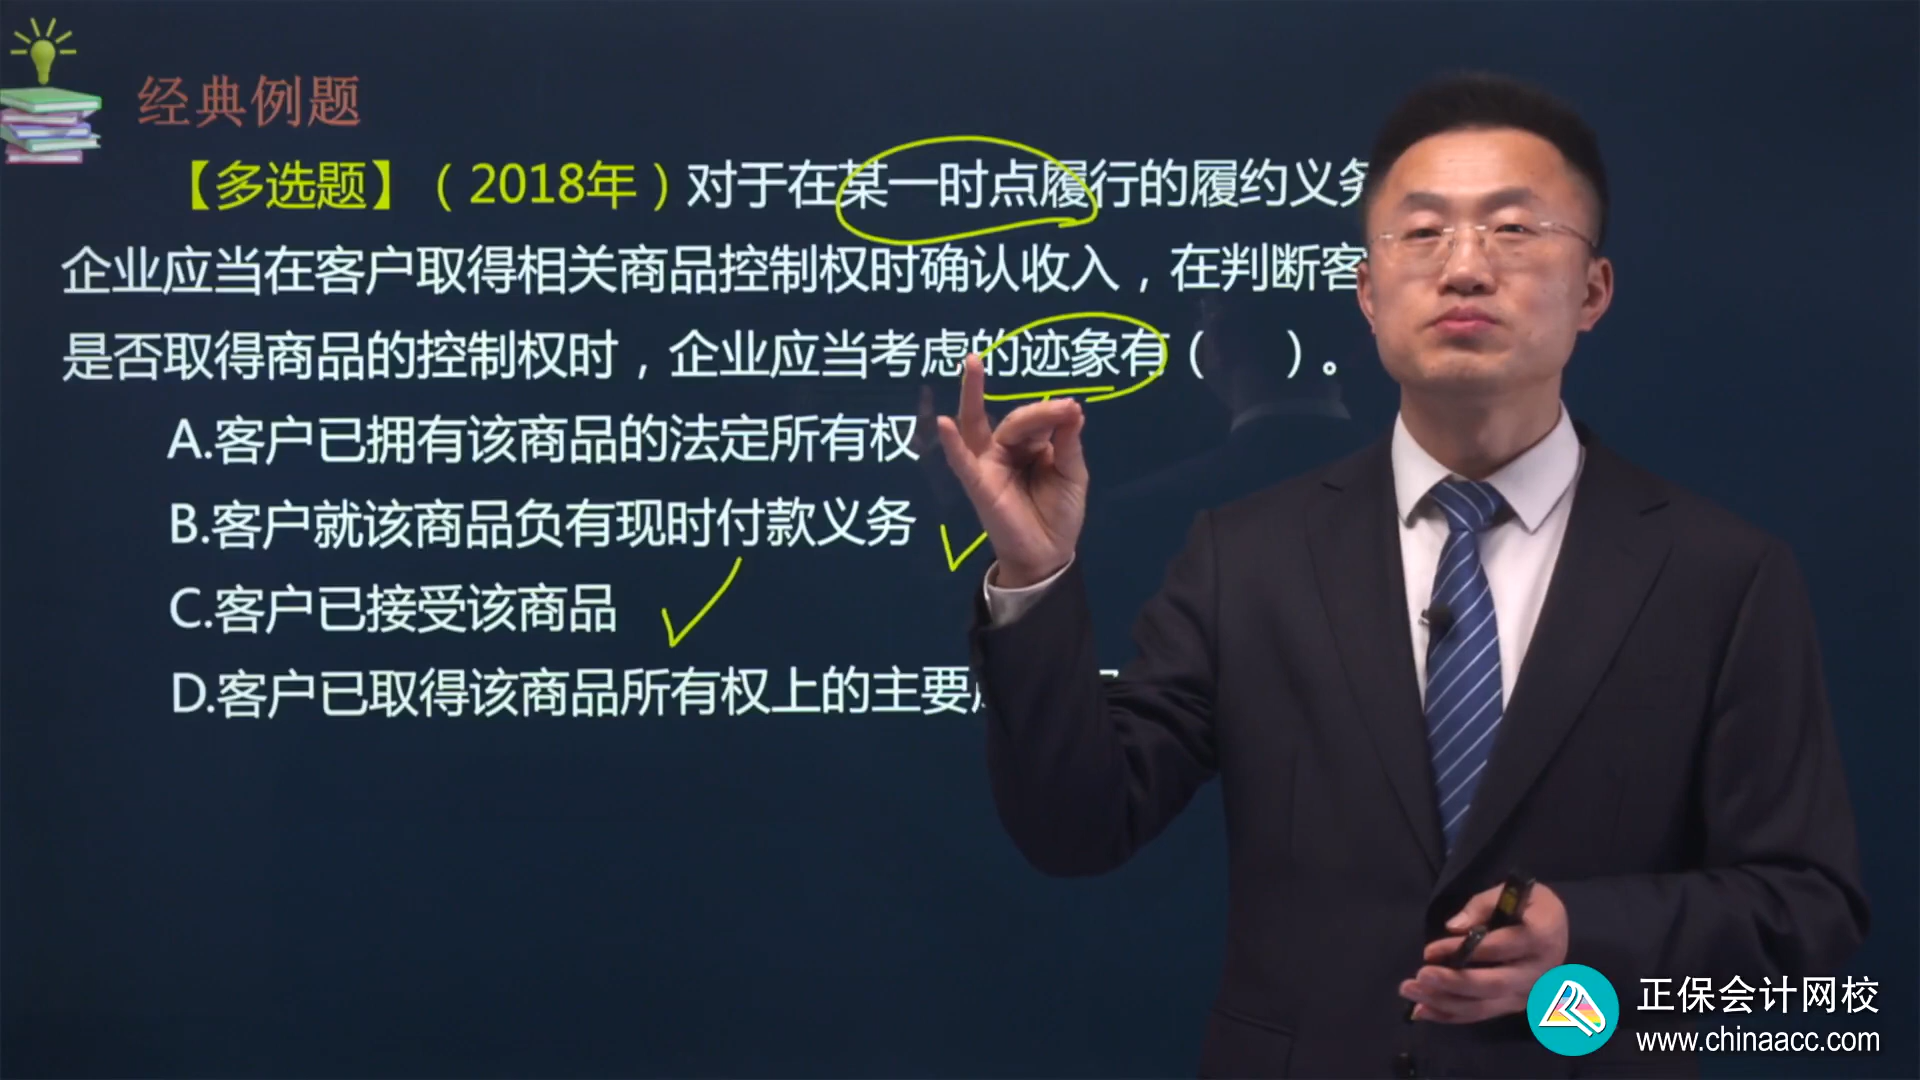 经典例题
【多选题】（2018年）对于在某一时点履行的履约义务
企业应当在客户取得相关商品控制权时确认收入，在判断客
是否取得商品的控制权时，企业应当考虑的迹象有（ ）。
A.客户已拥有该商品的法定所有权
B.客户就该商品负有现时付款义务
C.客户已接受该商品
D.客户已取得该商品所有权上的主要
正保会计网校
www.chinaacc.com